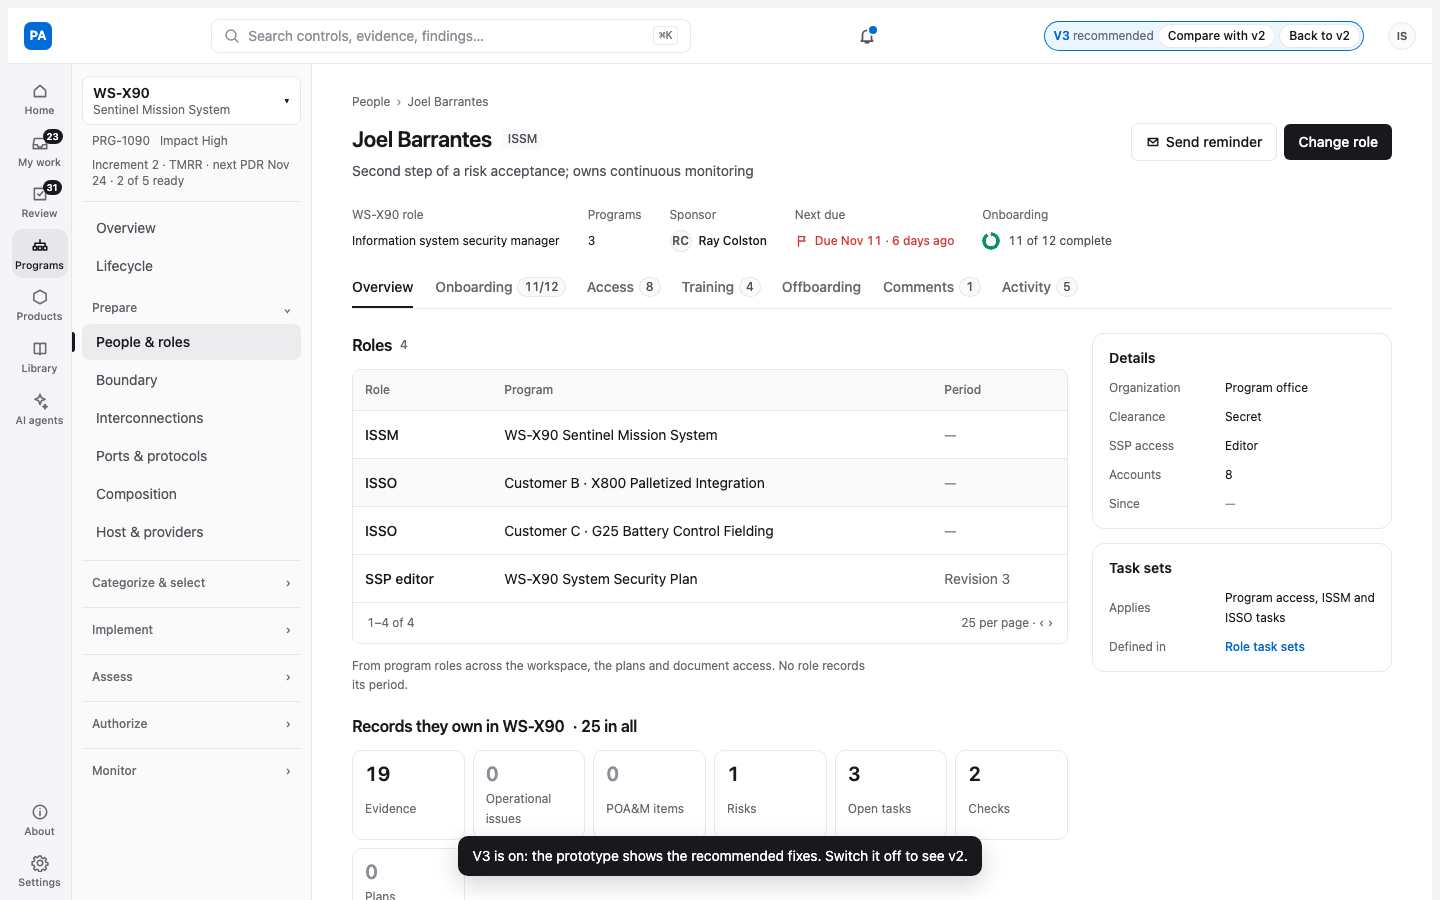 PA
Search controls, evidence, findings...
⌘K
V3 recommended
Compare with v2
Back to v2
IS
Home
23
My work
31
Review
Programs
Products
Library
AI agents
About
Settings
WS-X90
Sentinel Mission System
PRG-1090 Impact High
Increment 2 · TMRR · next PDR Nov
24 · 2 of 5 ready
Overview
Lifecycle
Prepare
People & roles
Boundary
Interconnections
Ports & protocols
Composition
Host & providers
Categorize & select
Implement
Assess
Authorize
Monitor
People › Joel Barrantes
Joel Barrantes ISSM
Second step of a risk acceptance; owns continuous monitoring
Send reminder
Change role
WS-X90 role
Information system security manager
Programs
3
Sponsor
RC Ray Colston
Next due
Due Nov 11 · 6 days ago
Onboarding
11 of 12 complete
Overview Onboarding 11/12 Access 8 Training 4 Offboarding Comments 1 Activity 5
Roles 4
Role Program Period
ISSM WS-X90 Sentinel Mission System —
ISSO Customer B · X800 Palletized Integration —
ISSO Customer C · G25 Battery Control Fielding —
SSP editor WS-X90 System Security Plan Revision 3
1–4 of 4 25 per page · ‹ ›
From program roles across the workspace, the plans and document access. No role records
its period.
Records they own in WS-X90 · 25 in all
19
Evidence
0
Operational
issues
0
POA&M items
1
Risks
3
Open tasks
2
Checks
0
Plans
Details
Organization Program office
Clearance Secret
SSP access Editor
Accounts 8
Since —
Task sets
Applies Program access, ISSM and
ISSO tasks
Defined in Role task sets
V3 is on: the prototype shows the recommended fixes. Switch it off to see v2.